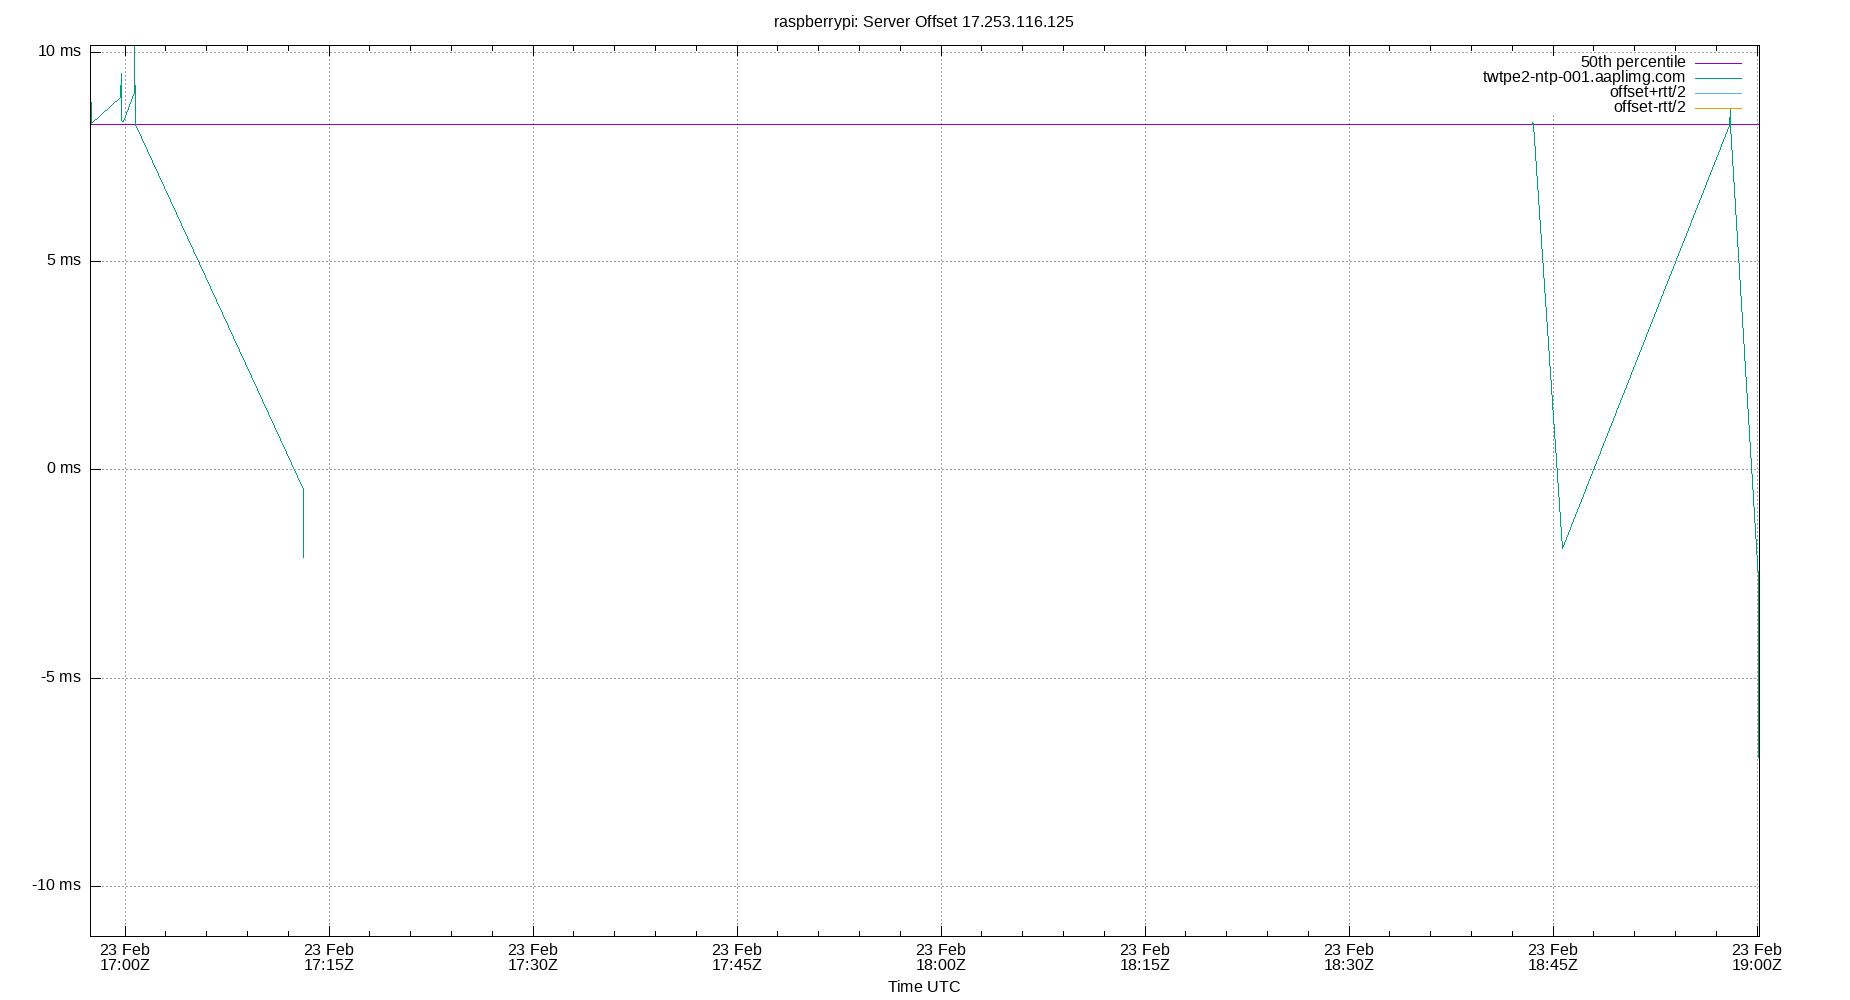 raspberrypi: Server Offset 17.253.116.125
10 ms
5 ms
0 ms
-5 ms
-10 ms
50th percentile
twtpe2-ntp-001.aaplimg.com
offset+rtt/2
offset-rtt/2
23 Feb 23 Feb 23 Feb 23 Feb 23 Feb 23 Feb 23 Feb 23 Feb 23 Feb
17:00Z 17:15Z 17:30Z 17:45Z 18:00Z 18:15Z 18:30Z 18:45Z 19:00Z
Time UTC